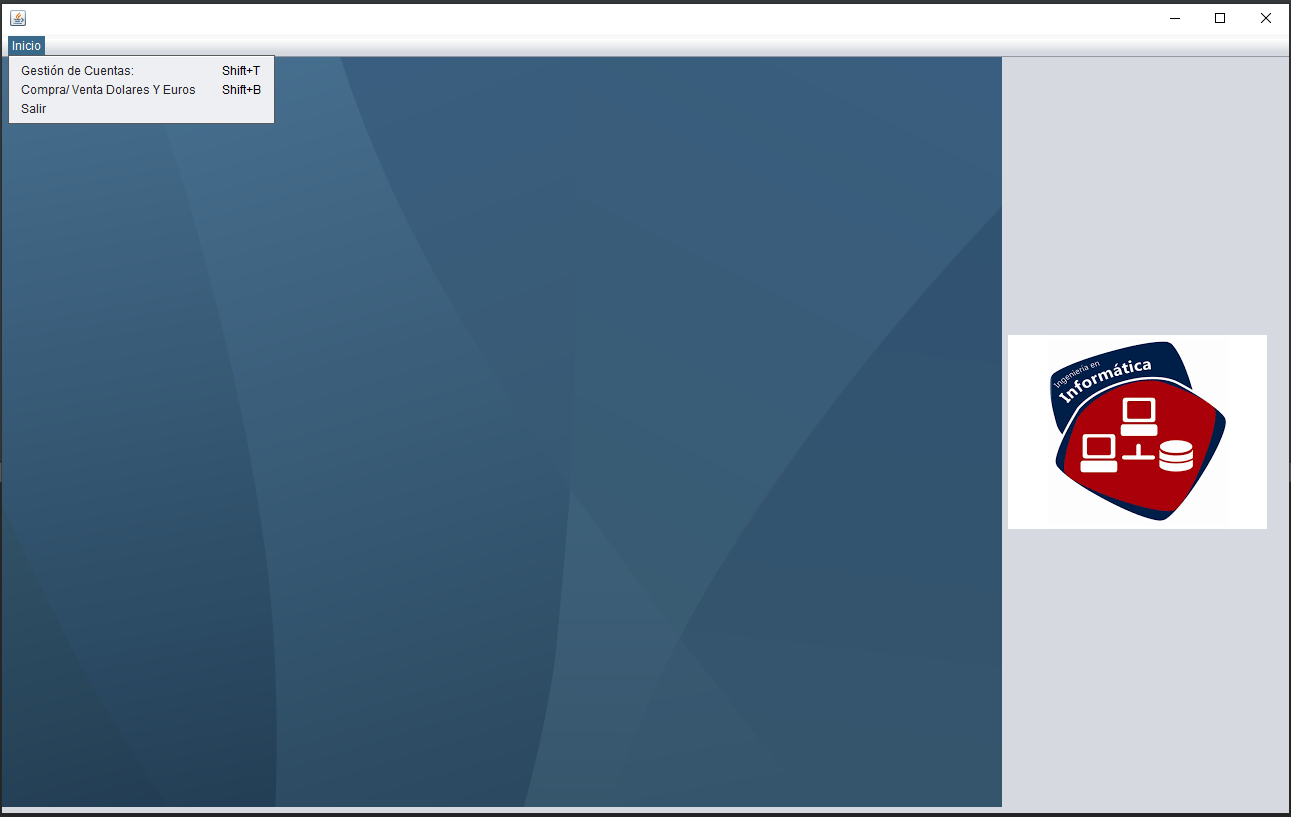 Inicio
Gestión de Cuentas: Shift+T
Compra/ Venta Dolares Y Euros Shift+B
Salir
Ingeniería en
Informática